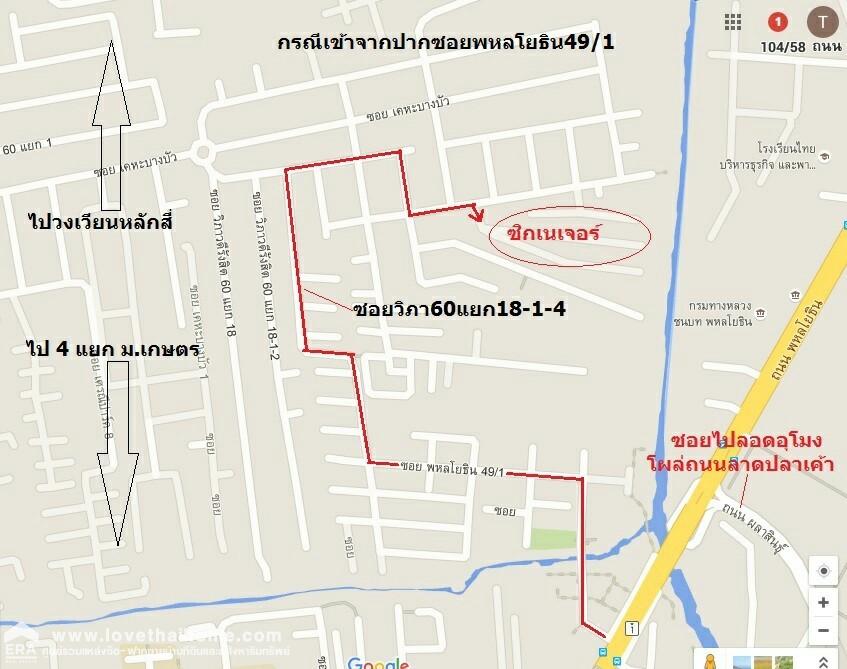 กรณีเข้าจากปากซอยพหลโยธิน49/1
1
T
104/58 ถนน
ซอย เคหะบางบัว
60 แยก 1
ซอย เคหะบางบัว
โรงเรียนไทย
บริหารธุรกิจ และพา...
ไปวงเวียนหลักสี่
ซอย วิภาวดีรังสิต 60 แยก 18
ซอย วิภาวดีรังสิต 60 แยก 18-1-2
ซิกเนเจอร์
ซอย เคหะบางบัว 1
ซอยวิภา60แยก18-1-4
กรมทางหลวง
ชนบท พหลโยธิน
ถนน พหลโยธิน
ไป 4 แยก ม.เกษตร
ซอย
ซอยไปลอดอุโมง
โผล่ถนนลาดปลาเค้า
ซอย พหลโยธิน 49/1
ซอย
ซอย
ซอย
ถนน ผลาสินธุ์
ERA
www.lovethaihome.com
Google